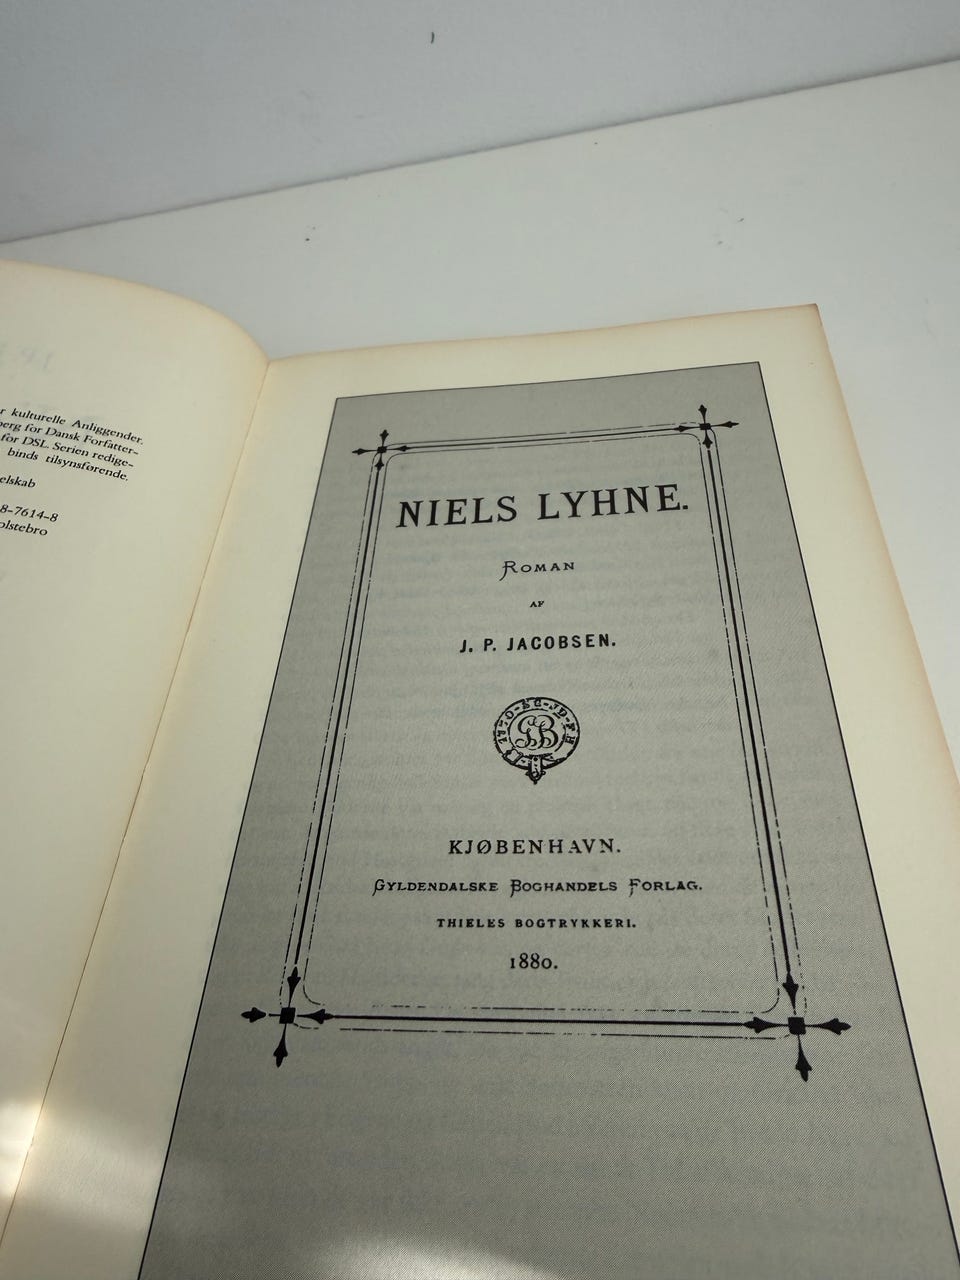 r kulturelle Anliggender.
berg for Dansk Forfatter-
for DSL. Serien redige-
binds tilsynsførende.
elskab
8-7614-8
olstebro
NIELS LYHNE.
ROMAN
AF
J. P. JACOBSEN.
GB
KJØBENHAVN.
GYLDENDALSKE BOGHANDELS FORLAG.
THIELES BOGTRYKKERI.
1880.